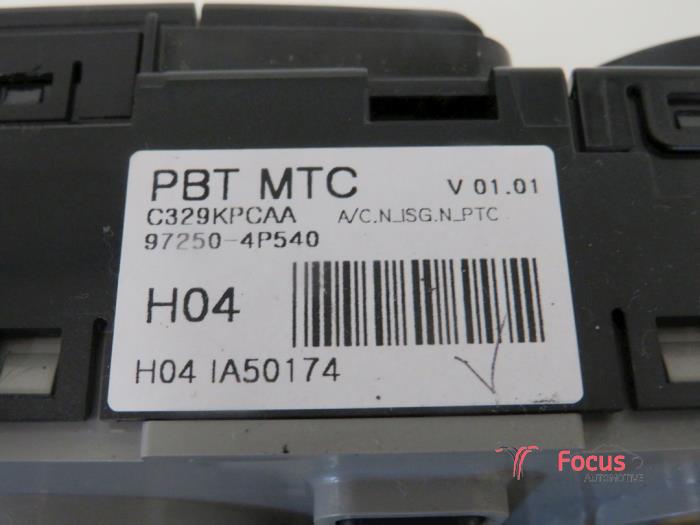 PBT MTC V 01.01
C329KPCAA A/C.N_ISG.N_PTC
97250-4P540
H04
H04 IA50174
Focus
AUTOMOTIVE